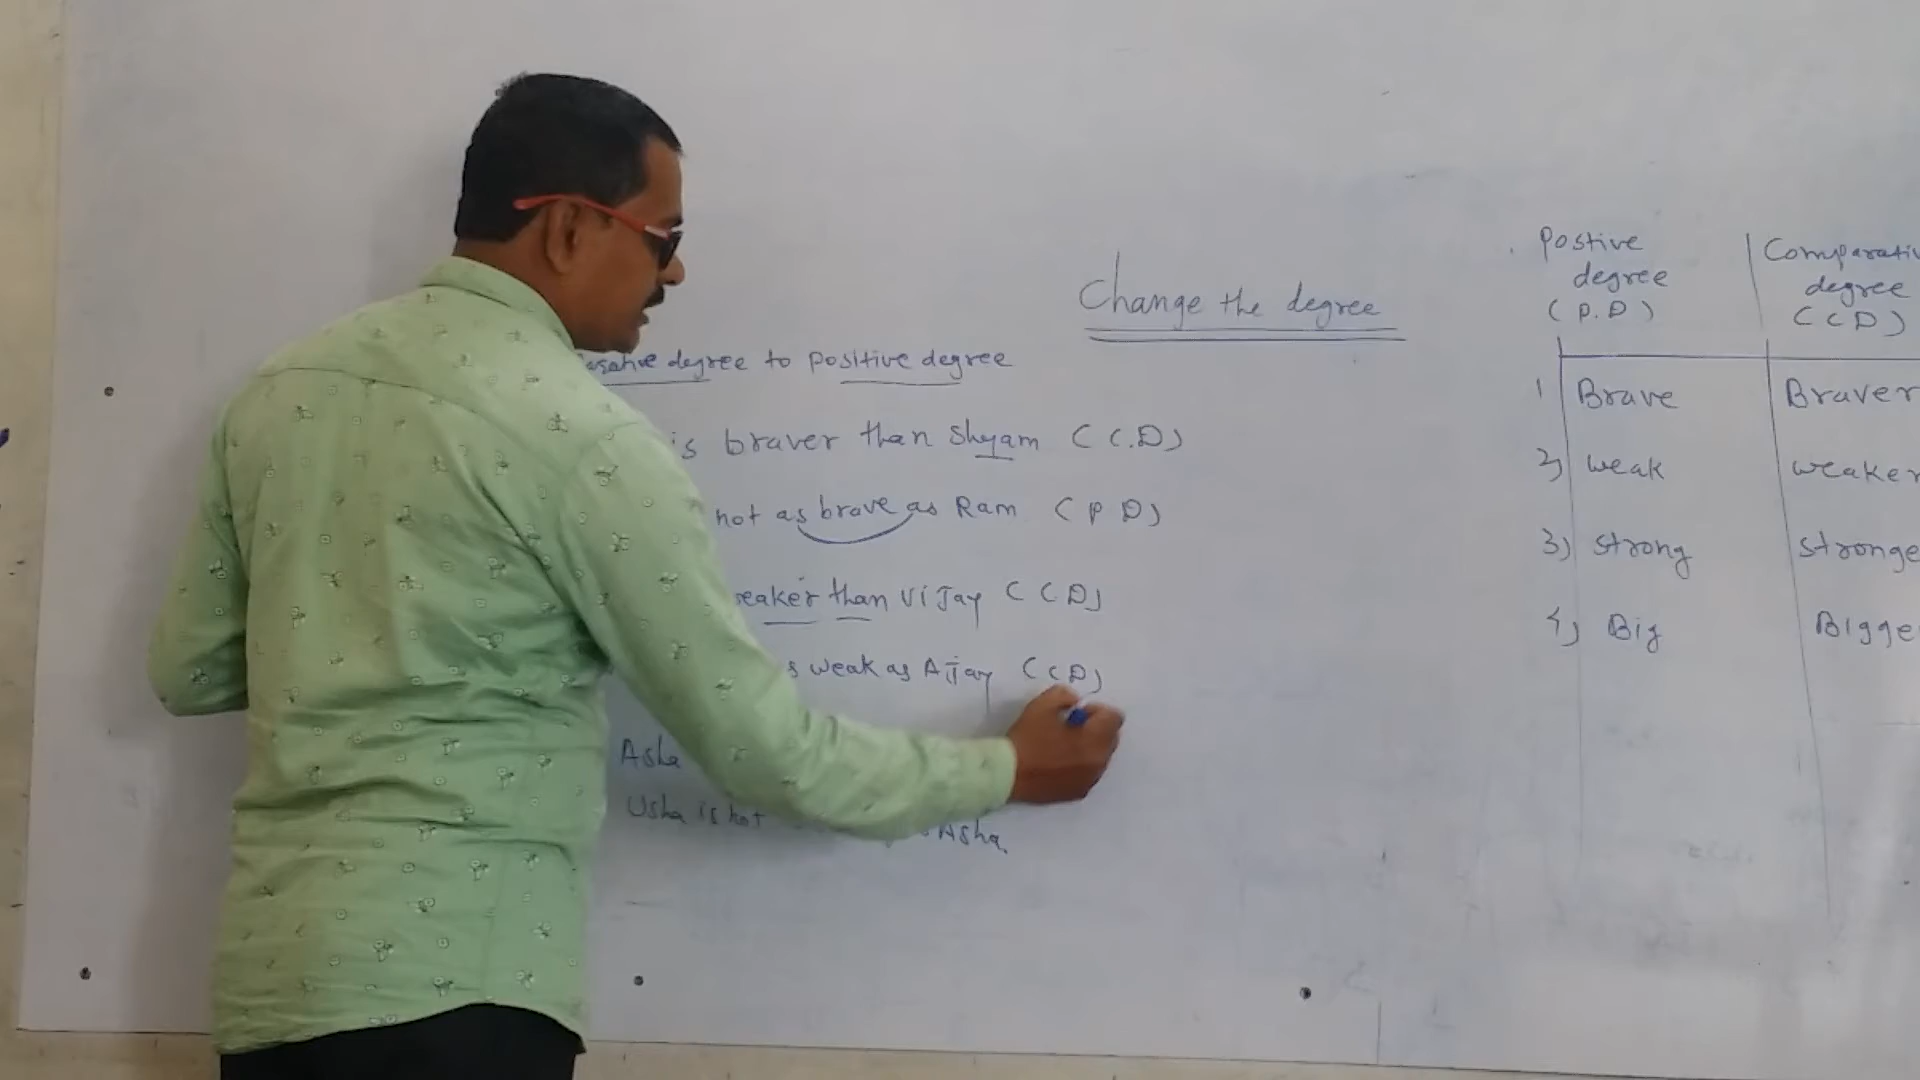 Change the degree
degree to positive degree
is braver than Shyam (C.D)
not as brave as Ram (P D)
than Vijay (C D)
weak as Ajay (C D)
Asha
Usha is not
Asha
Postive degree (P.D)
Comparativ degree (C C D)
1 Brave Braver
2) weak weaker
3) strong stronge
4) Big Bigge